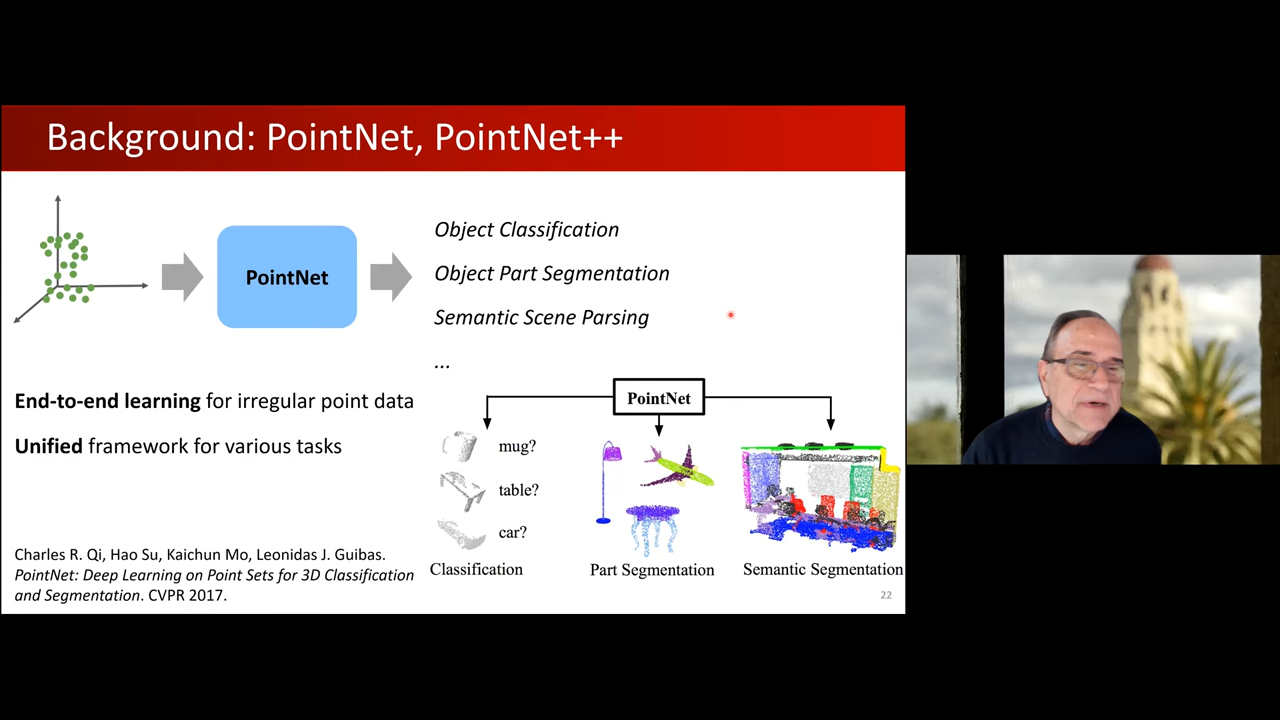 Background: PointNet, PointNet++
PointNet
Object Classification
Object Part Segmentation
Semantic Scene Parsing
...
End-to-end learning for irregular point data
Unified framework for various tasks
PointNet
mug?
table?
car?
Classification
Part Segmentation
Semantic Segmentation
Charles R. Qi, Hao Su, Kaichun Mo, Leonidas J. Guibas.
PointNet: Deep Learning on Point Sets for 3D Classification
and Segmentation. CVPR 2017.
22